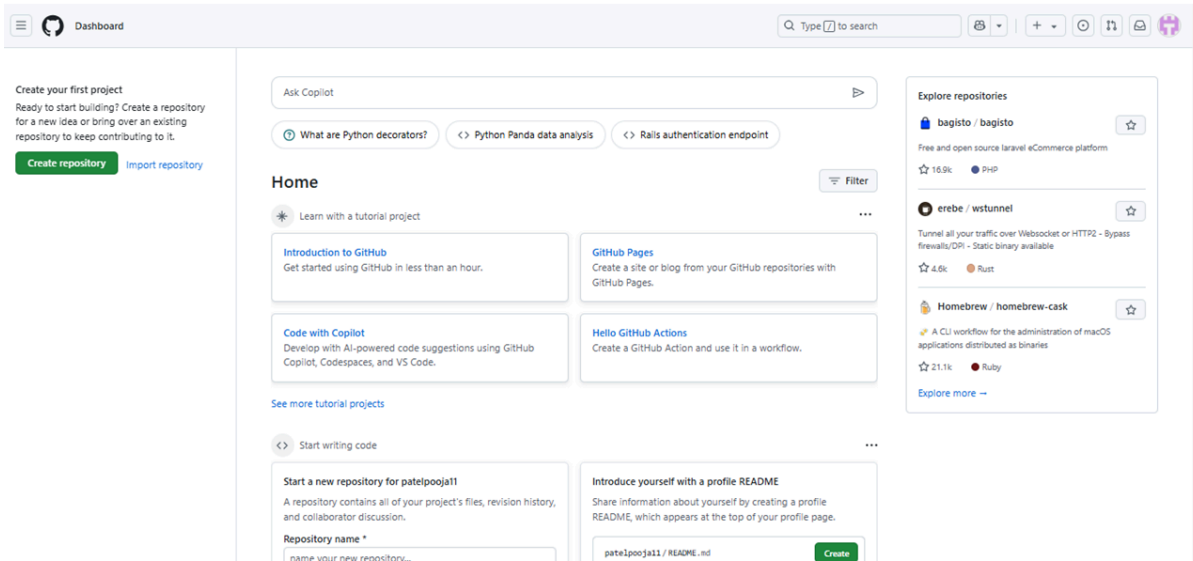 Dashboard
Type / to search
Create your first project
Ready to start building? Create a repository
for a new idea or bring over an existing
repository to keep contributing to it.
Create repository
Import repository
Ask Copilot
What are Python decorators?
Python Panda data analysis
Rails authentication endpoint
Home
Filter
Learn with a tutorial project
Introduction to GitHub
Get started using GitHub in less than an hour.
GitHub Pages
Create a site or blog from your GitHub repositories with
GitHub Pages.
Code with Copilot
Develop with AI-powered code suggestions using GitHub
Copilot, Codespaces, and VS Code.
Hello GitHub Actions
Create a GitHub Action and use it in a workflow.
See more tutorial projects
Start writing code
Start a new repository for patelpooja11
A repository contains all of your project's files, revision history,
and collaborator discussion.
Repository name *
name your new repository...
Introduce yourself with a profile README
Share information about yourself by creating a profile
README, which appears at the top of your profile page.
patelpooja11 / README.md
Create
Explore repositories
bagisto / bagisto
Free and open source laravel eCommerce platform
16.9k
PHP
erebe / wstunnel
Tunnel all your traffic over Websocket or HTTP2 - Bypass
firewalls/DPI - Static binary available
4.6k
Rust
Homebrew / homebrew-cask
A CLI workflow for the administration of macOS
applications distributed as binaries
21.1k
Ruby
Explore more →